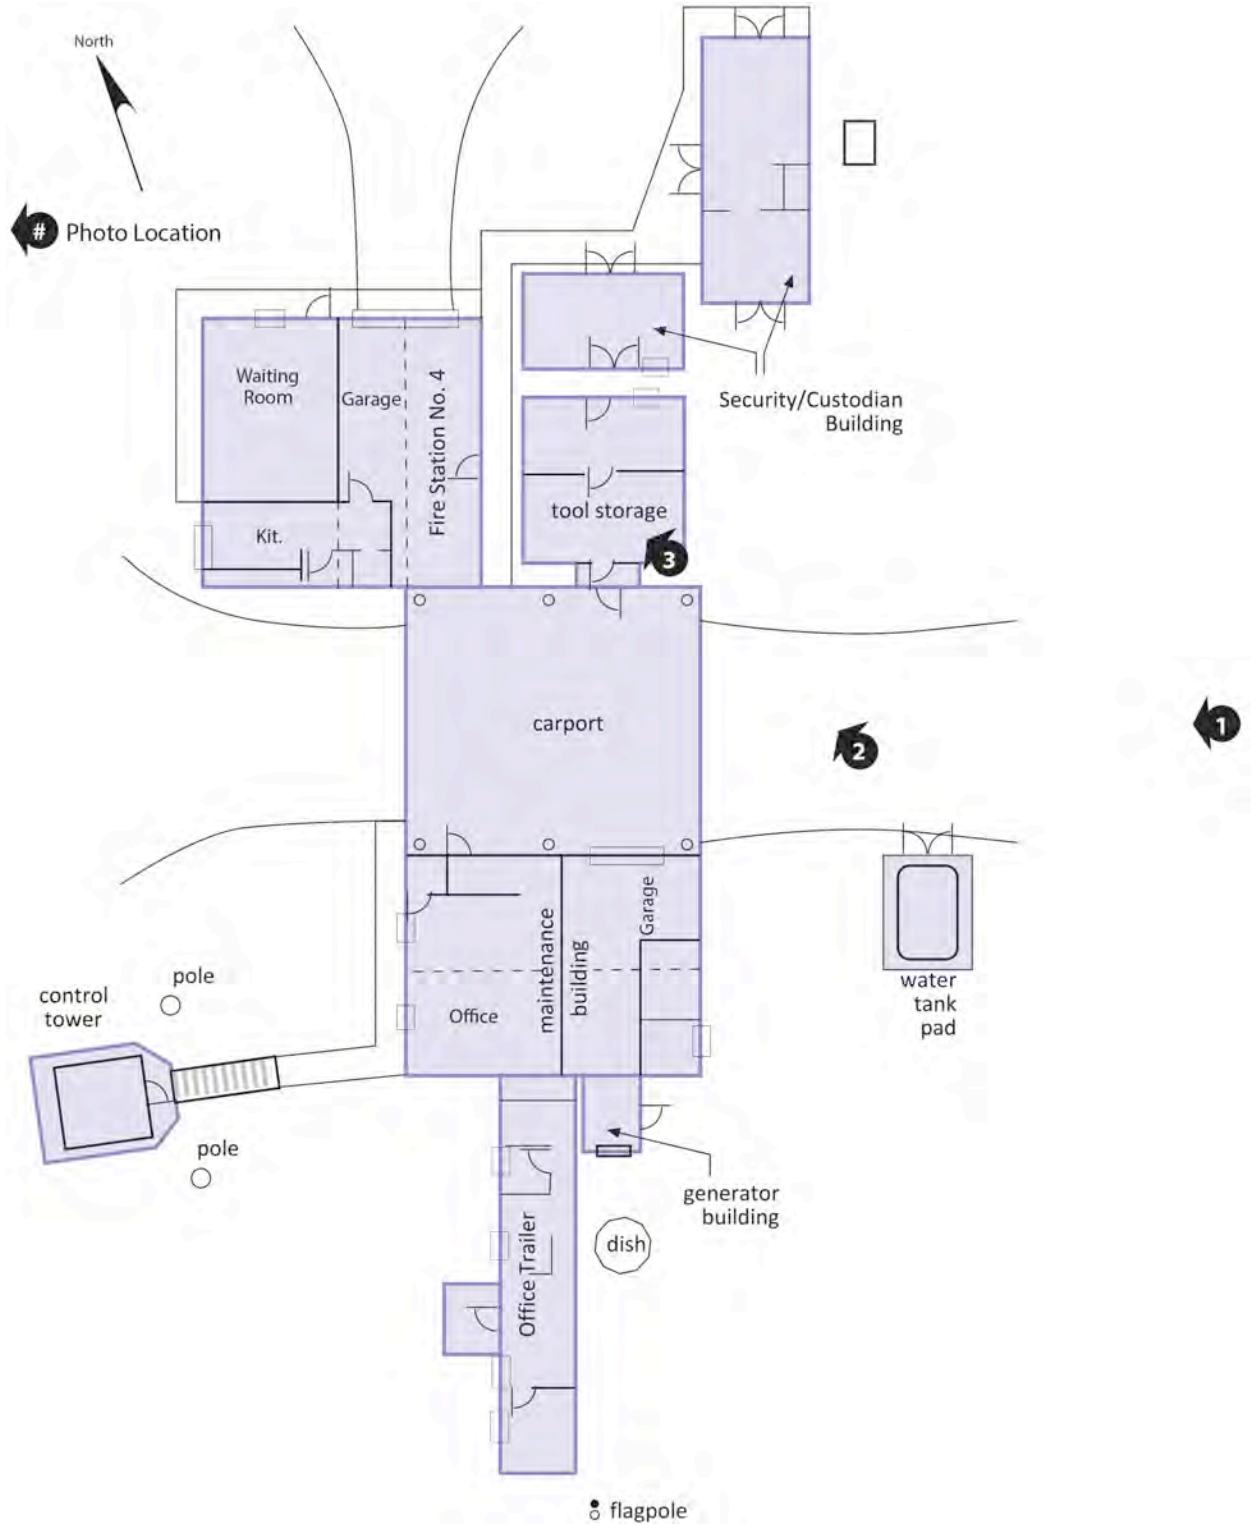 North
# Photo Location
Waiting
Room
Garage
Fire Station No. 4
Kit.
Security/Custodian
Building
tool storage
3
carport
1
2
maintenance
building
Garage
Office
water
tank
pad
pole
control
tower
pole
generator
building
Office Trailer
dish
flagpole